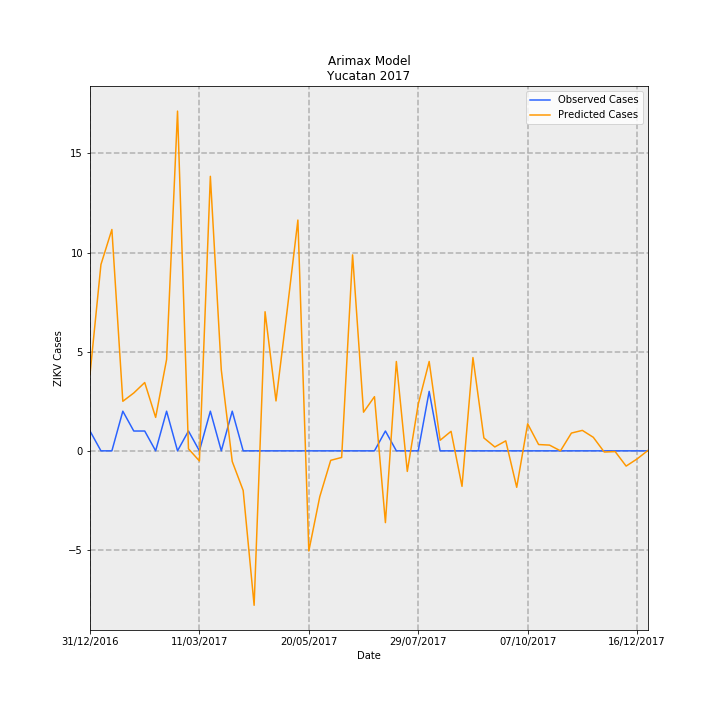 Arimax Model
Yucatan 2017
Observed Cases
Predicted Cases
ZIKV Cases
15
10
5
0
−5
31/12/2016
11/03/2017
20/05/2017
29/07/2017
07/10/2017
16/12/2017
Date